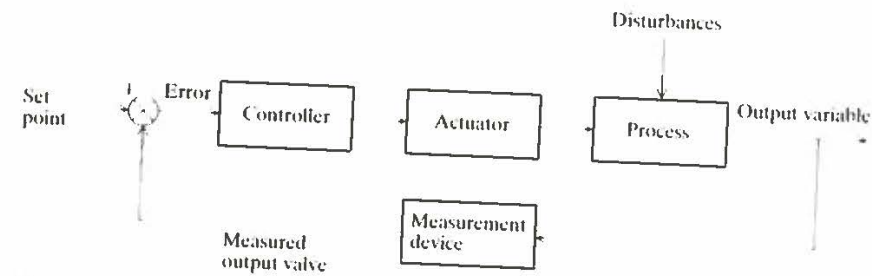 Disturbances
Set
point
Error
Controller
Actuator
Process
Output variable
Measured
output valve
Measurement
device